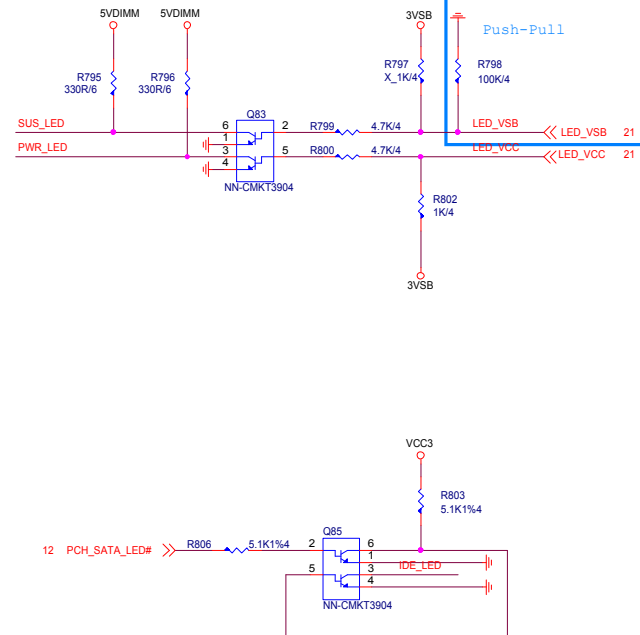 5VDIMM 5VDIMM 3VSB
Push-Pull
R795
330R/6
R796
330R/6
R797
X_1K/4
R798
100K/4
Q83
SUS_LED 6 2 R799 4.7K/4 LED_VSB LED_VSB 21
1
PWR_LED 3 5 R800 4.7K/4 LED_VCC LED_VCC 21
4
NN-CMKT3904
R802
1K/4
3VSB
VCC3
R803
5.1K1%4
Q85
12 PCH_SATA_LED# R806 5.1K1%4 2 6
1
5 3 IDE_LED
4
NN-CMKT3904